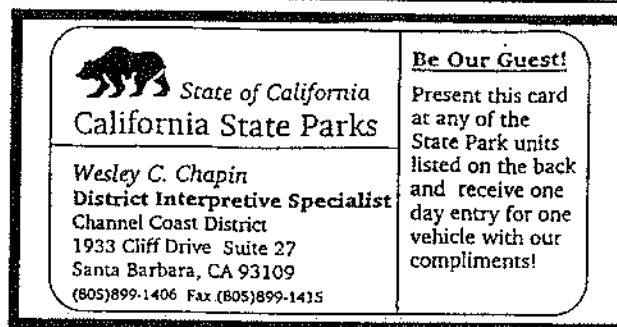 State of California
California State Parks
Wesley C. Chapin
District Interpretive Specialist
Channel Coast District
1933 Cliff Drive Suite 27
Santa Barbara, CA 93109
(805)899-1406 Fax (805)899-1415
Be Our Guest!
Present this card
at any of the
State Park units
listed on the back
and receive one
day entry for one
vehicle with our
compliments!